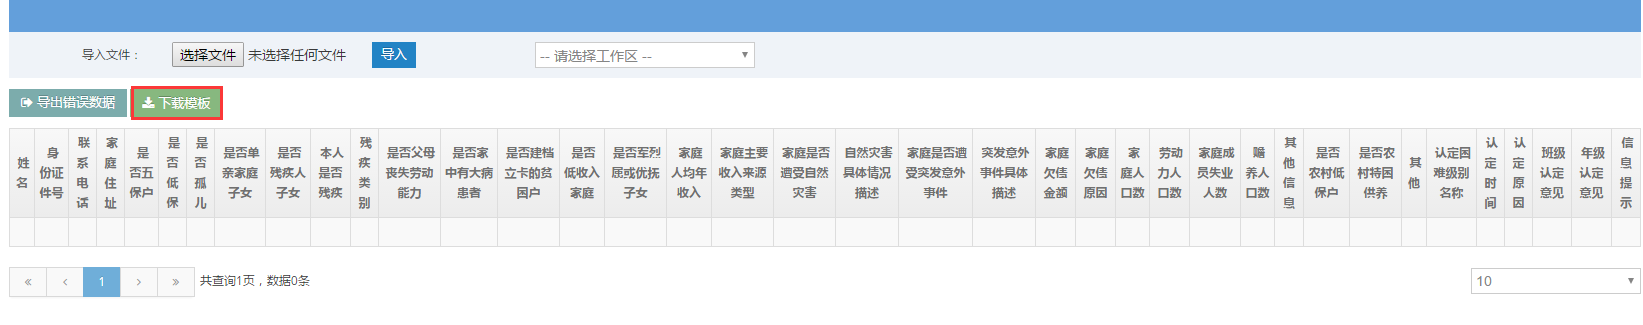 导入文件： 选择文件 未选择任何文件 导入 -- 请选择工作区 --
导出错误数据 下载模板
姓名
身份证件号
联系电话
家庭住址
是否五保户
是否低保
是否孤儿
是否单亲家庭子女
是否残疾人子女
本人是否残疾
残疾类别
是否父母丧失劳动能力
是否家中有大病患者
是否建档立卡的贫困户
是否低收入家庭
是否军烈属或优抚子女
家庭人均年收入
家庭主要收入来源类型
家庭是否遭受自然灾害
自然灾害具体情况描述
家庭是否遭受突发意外事件
突发意外事件具体描述
家庭欠债金额
家庭欠债原因
家庭人口数
劳动力人口数
家庭成员失业人数
赡养人口数
其他信息
是否农村低保户
是否农村特困供养
其他
认定困难级别名称
认定时间
认定原因
班级认定意见
年级认定意见
信息提示
« ‹ 1 › » 共查询1页，数据0条 10